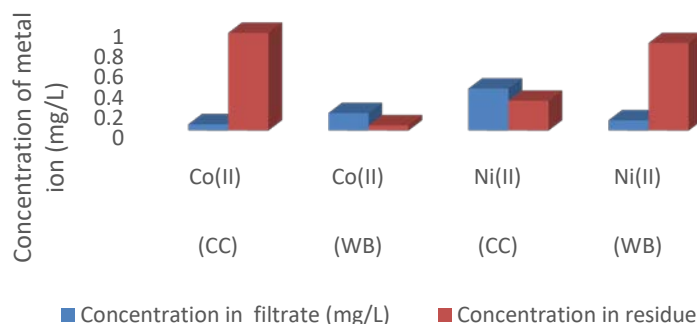 Concentration of metal
ion (mg/L)
1
0.8
0.6
0.4
0.2
0
Co(II) Co(II) Ni(II) Ni(II)
(CC) (WB) (CC) (WB)
Concentration in filtrate (mg/L) Concentration in residue